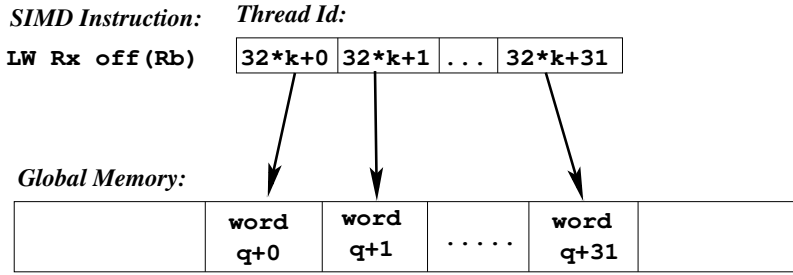 SIMD Instruction: Thread Id:
LW Rx off(Rb) 32*k+0 32*k+1 ... 32*k+31
Global Memory:
word word ..... word
q+0 q+1 q+31